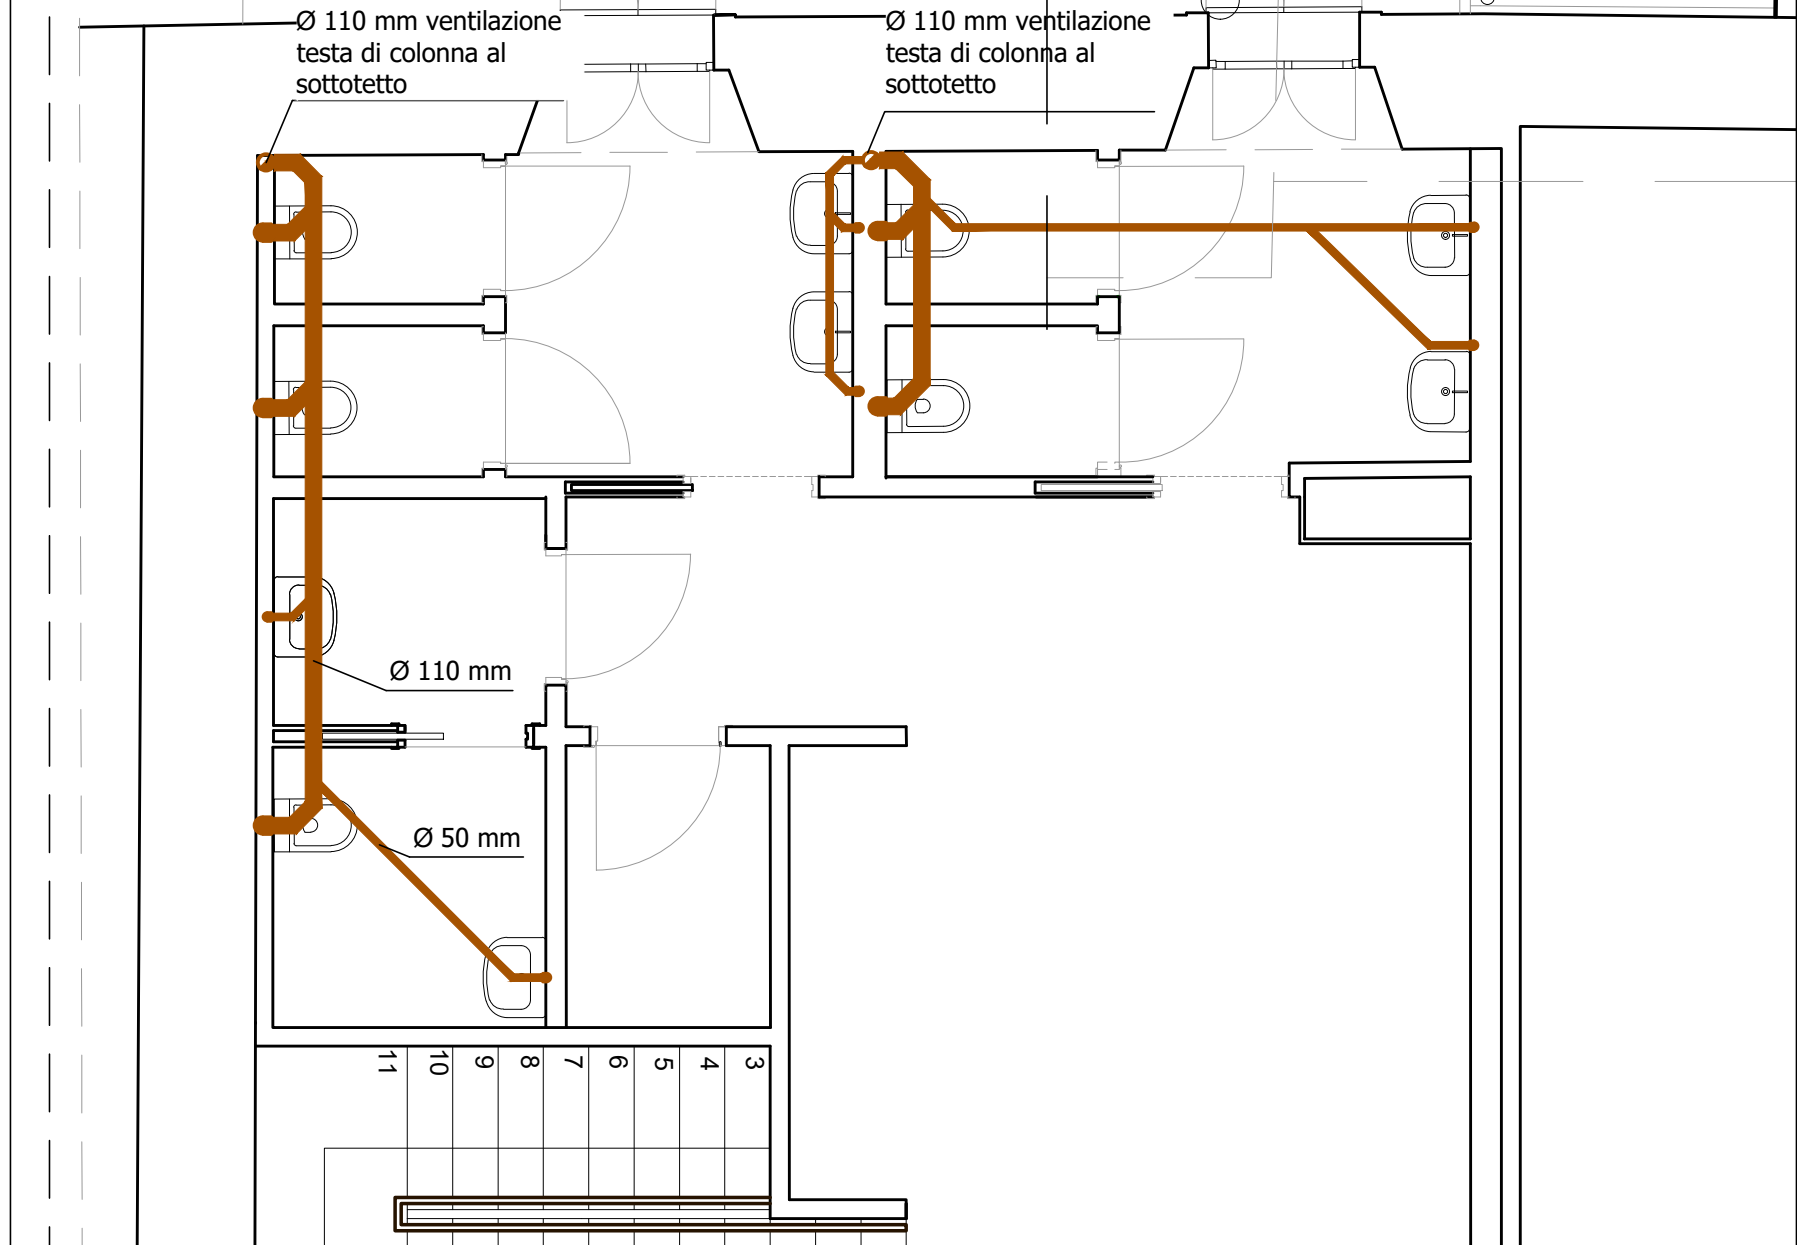 Ø 110 mm ventilazione
testa di colonna al
sottotetto
Ø 110 mm ventilazione
testa di colonna al
sottotetto
Ø 110 mm
Ø 50 mm
11
10
9
8
7
6
5
4
3